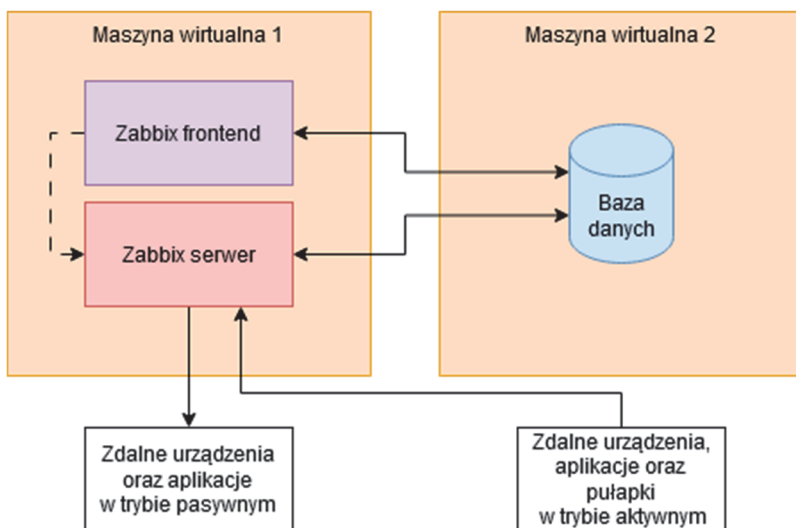 Maszyna wirtualna 1
Maszyna wirtualna 2
Zabbix frontend
Zabbix serwer
Baza
danych
Zdalne urządzenia
oraz aplikacje
w trybie pasywnym
Zdalne urządzenia,
aplikacje oraz
pułapki
w trybie aktywnym